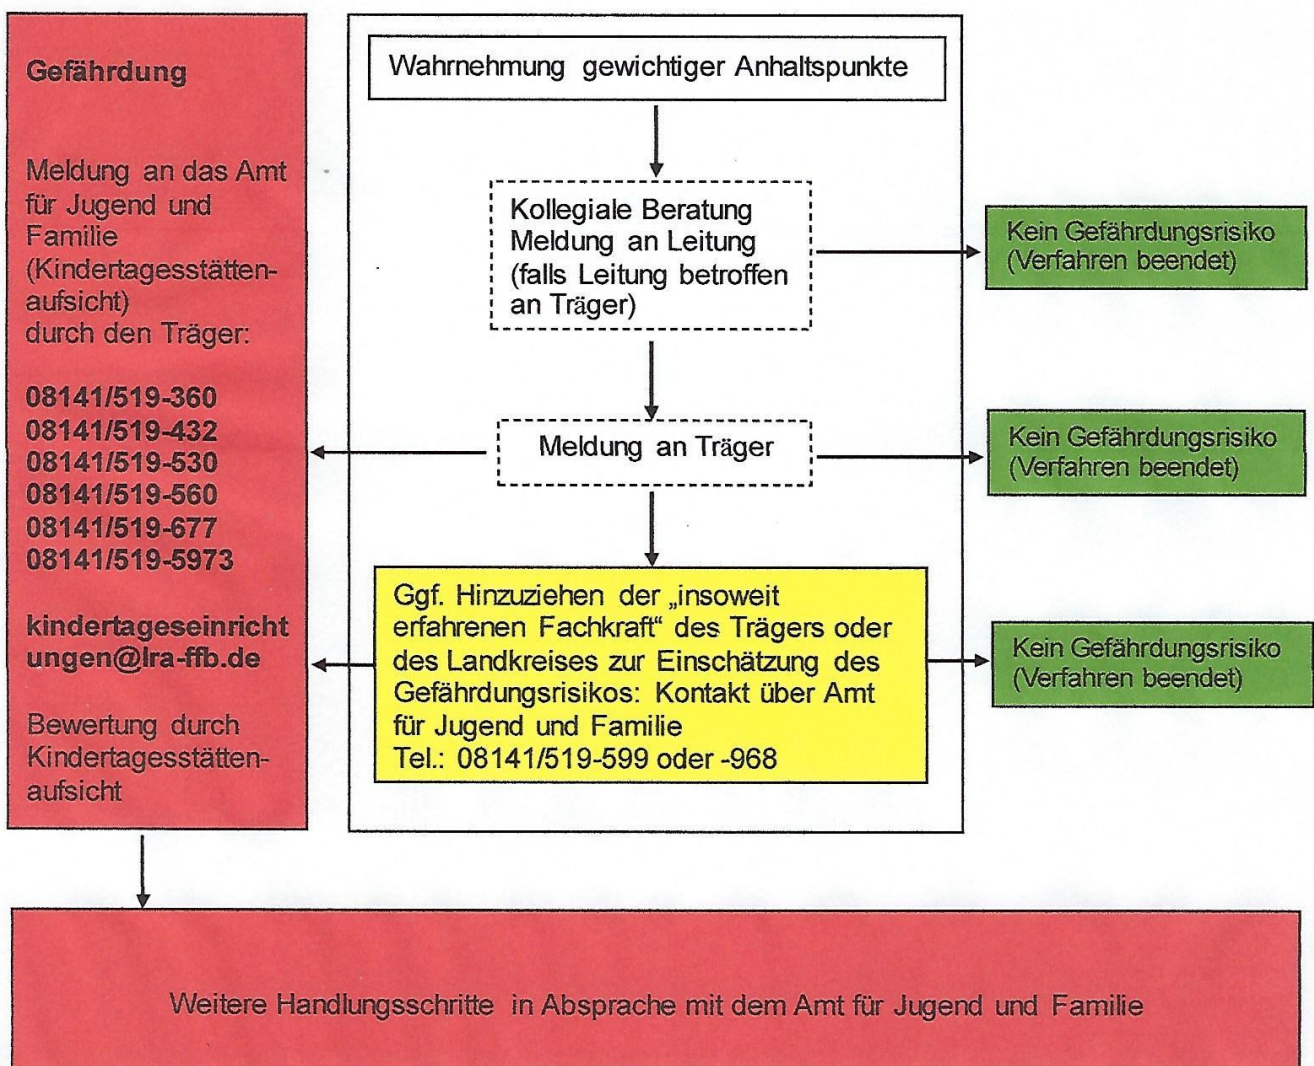 Gefährdung
Meldung an das Amt
für Jugend und
Familie
(Kindertagesstätten-
aufsicht)
durch den Träger:
08141/519-360
08141/519-432
08141/519-530
08141/519-560
08141/519-677
08141/519-5973
kindertageseinricht
ungen@lra-ffb.de
Bewertung durch
Kindertagesstätten-
aufsicht
Wahrnehmung gewichtiger Anhaltspunkte
Kollegiale Beratung
Meldung an Leitung
(falls Leitung betroffen
an Träger)
Kein Gefährdungsrisiko
(Verfahren beendet)
Meldung an Träger
Kein Gefährdungsrisiko
(Verfahren beendet)
Ggf. Hinzuziehen der „insoweit
erfahrenen Fachkraft“ des Trägers oder
des Landkreises zur Einschätzung des
Gefährdungsrisikos: Kontakt über Amt
für Jugend und Familie
Tel.: 08141/519-599 oder -968
Kein Gefährdungsrisiko
(Verfahren beendet)
Weitere Handlungsschritte in Absprache mit dem Amt für Jugend und Familie